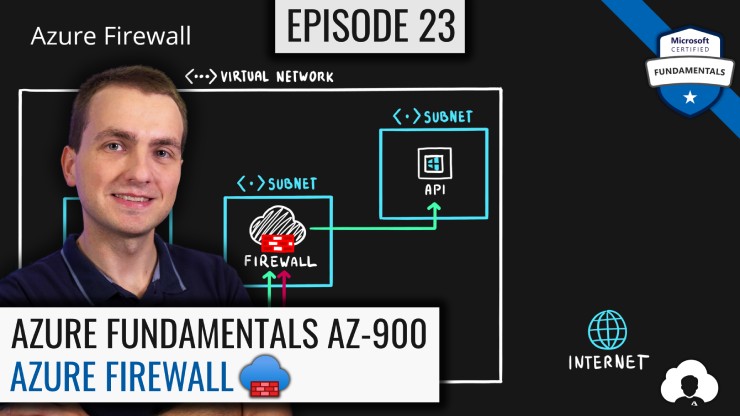 EPISODE 23
Azure Firewall
Microsoft
CERTIFIED
FUNDAMENTALS
<···> VIRTUAL NETWORK
<·> SUBNET
API
<·> SUBNET
FIREWALL
INTERNET
AZURE FUNDAMENTALS AZ-900
AZURE FIREWALL